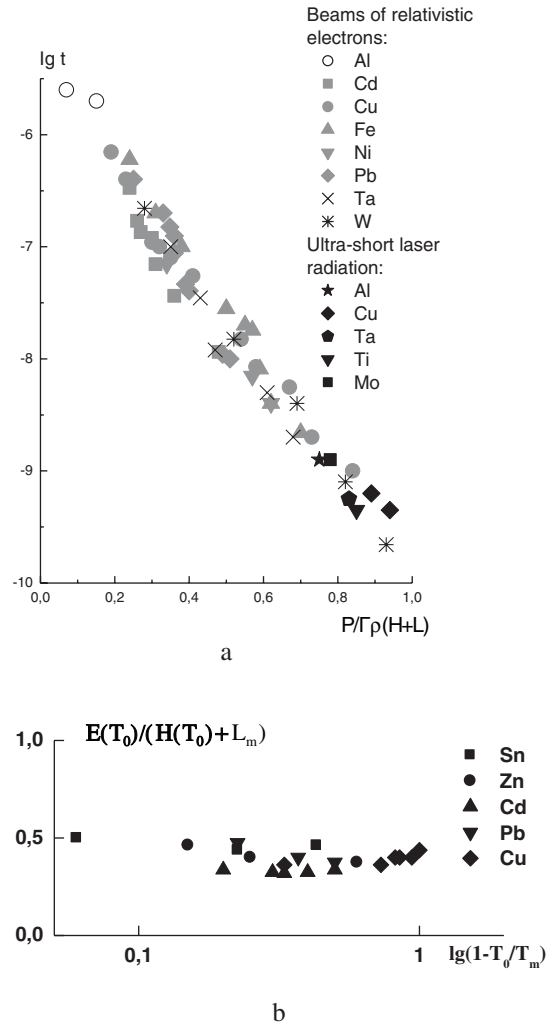 Beams of relativistic
electrons:
Al
Cd
Cu
Fe
Ni
Pb
Ta
W
Ultra-short laser
radiation:
Al
Cu
Ta
Ti
Mo
lg t
-6
-7
-8
-9
-10
0,0 0,2 0,4 0,6 0,8 1,0
P/Γρ(H+L)
a
E(T₀)/(H(T₀)+Lₘ)
1,0
0,5
0,0
Sn
Zn
Cd
Pb
Cu
0,1 1 lg(1-T₀/Tₘ)
b